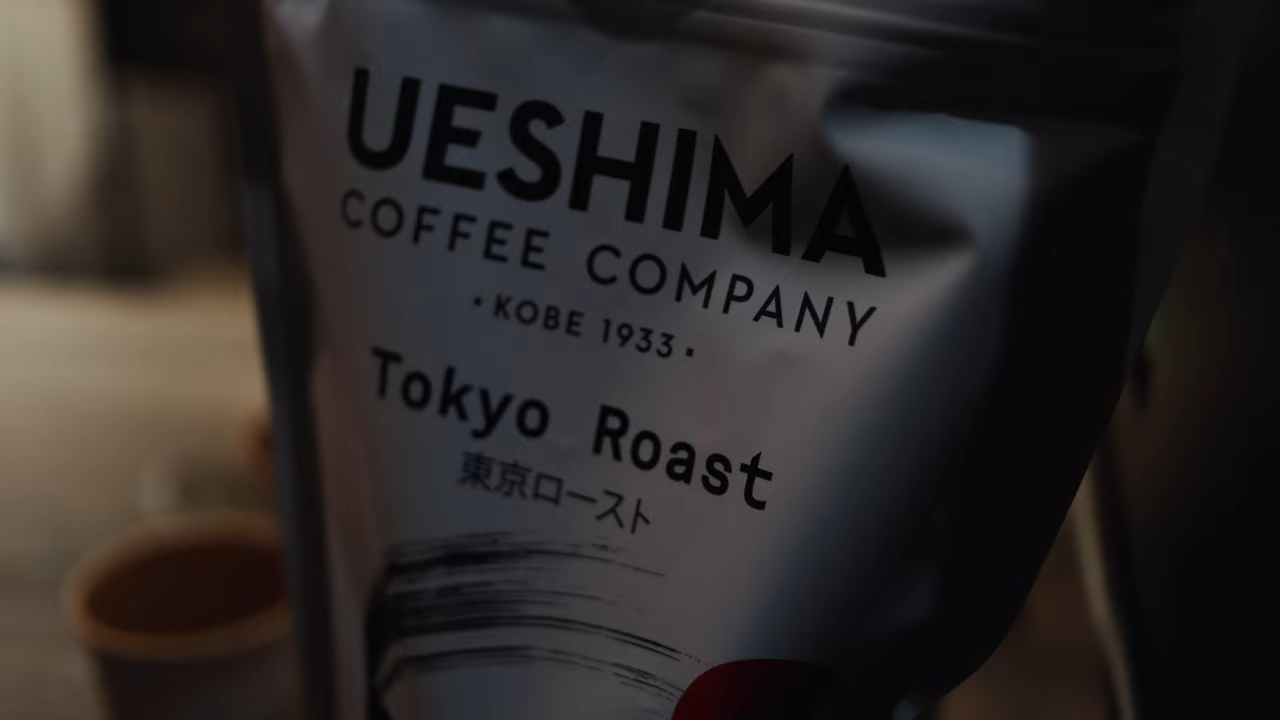 UESHIMA
COFFEE COMPANY
· KOBE 1933 ·
Tokyo Roast
東京ロースト